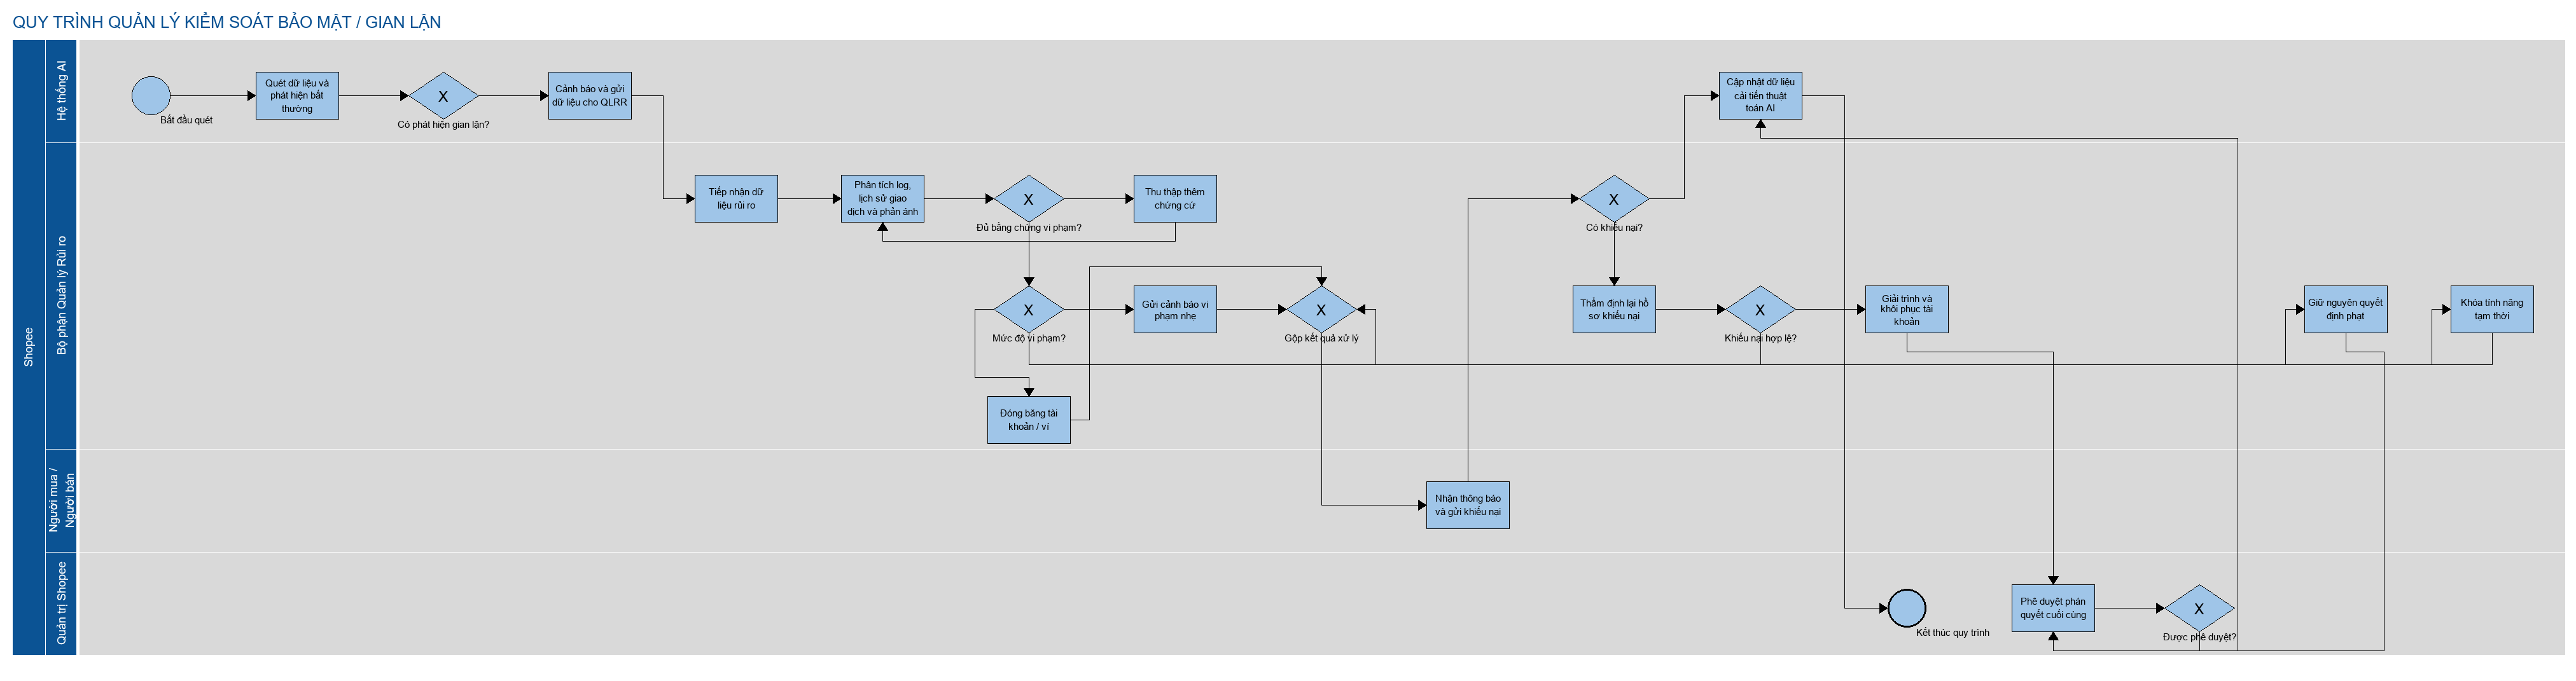 QUY TRÌNH QUẢN LÝ KIỂM SOÁT BẢO MẬT / GIAN LẬN
Shopee
Hệ thống AI
Bắt đầu quét
Quét dữ liệu và
phát hiện bất
thường
X
Có phát hiện gian lận?
Cảnh báo và gửi
dữ liệu cho QLRR
Cập nhật dữ liệu
cải tiến thuật
toán AI
Bộ phận Quản lý Rủi ro
Tiếp nhận dữ
liệu rủi ro
Phân tích log,
lịch sử giao
dịch và phản ánh
X
Đủ bằng chứng vi phạm?
Thu thập thêm
chứng cứ
X
Có khiếu nại?
X
Mức độ vi phạm?
Gửi cảnh báo vi
phạm nhẹ
X
Gộp kết quả xử lý
Thẩm định lại hồ
sơ khiếu nại
X
Khiếu nại hợp lệ?
Giải trình và
khôi phục tài
khoản
Giữ nguyên quyết
định phạt
Khóa tính năng
tạm thời
Đóng băng tài
khoản / ví
Người mua /
Người bán
Nhận thông báo
và gửi khiếu nại
Quản trị Shopee
Kết thúc quy trình
Phê duyệt phán
quyết cuối cùng
X
Được phê duyệt?